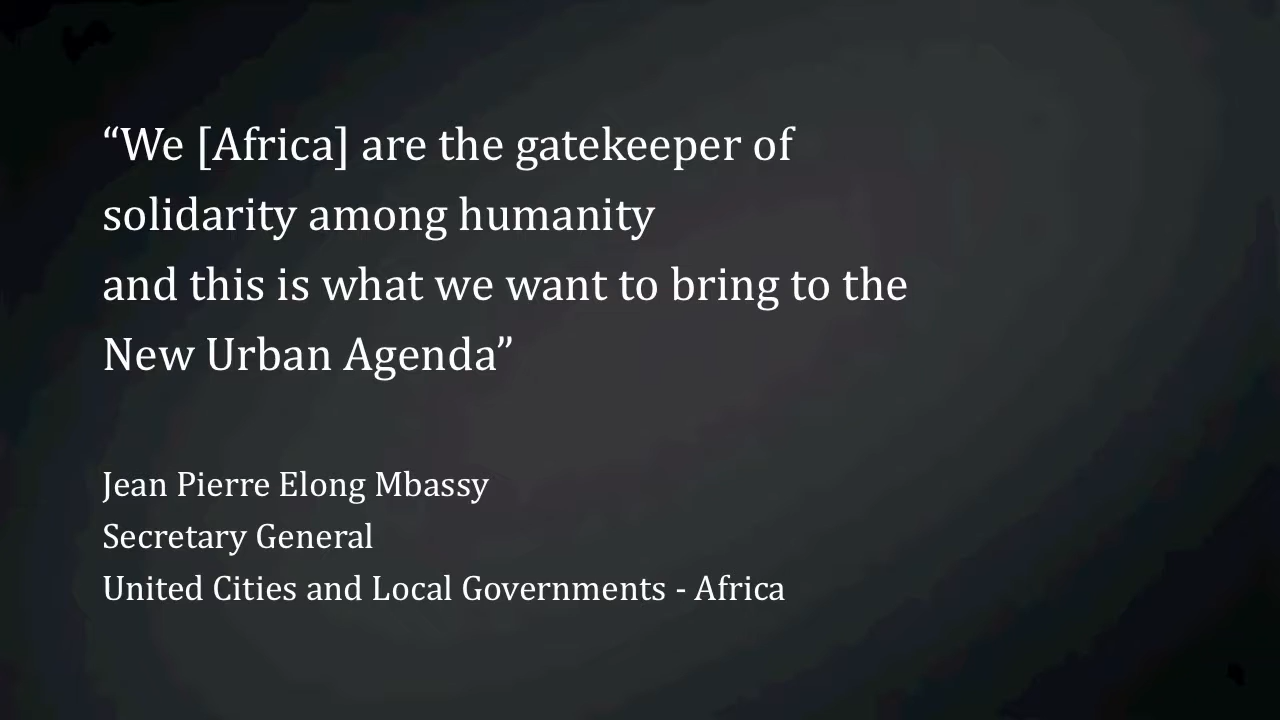 “We [Africa] are the gatekeeper of
solidarity among humanity
and this is what we want to bring to the
New Urban Agenda”
Jean Pierre Elong Mbassy
Secretary General
United Cities and Local Governments - Africa